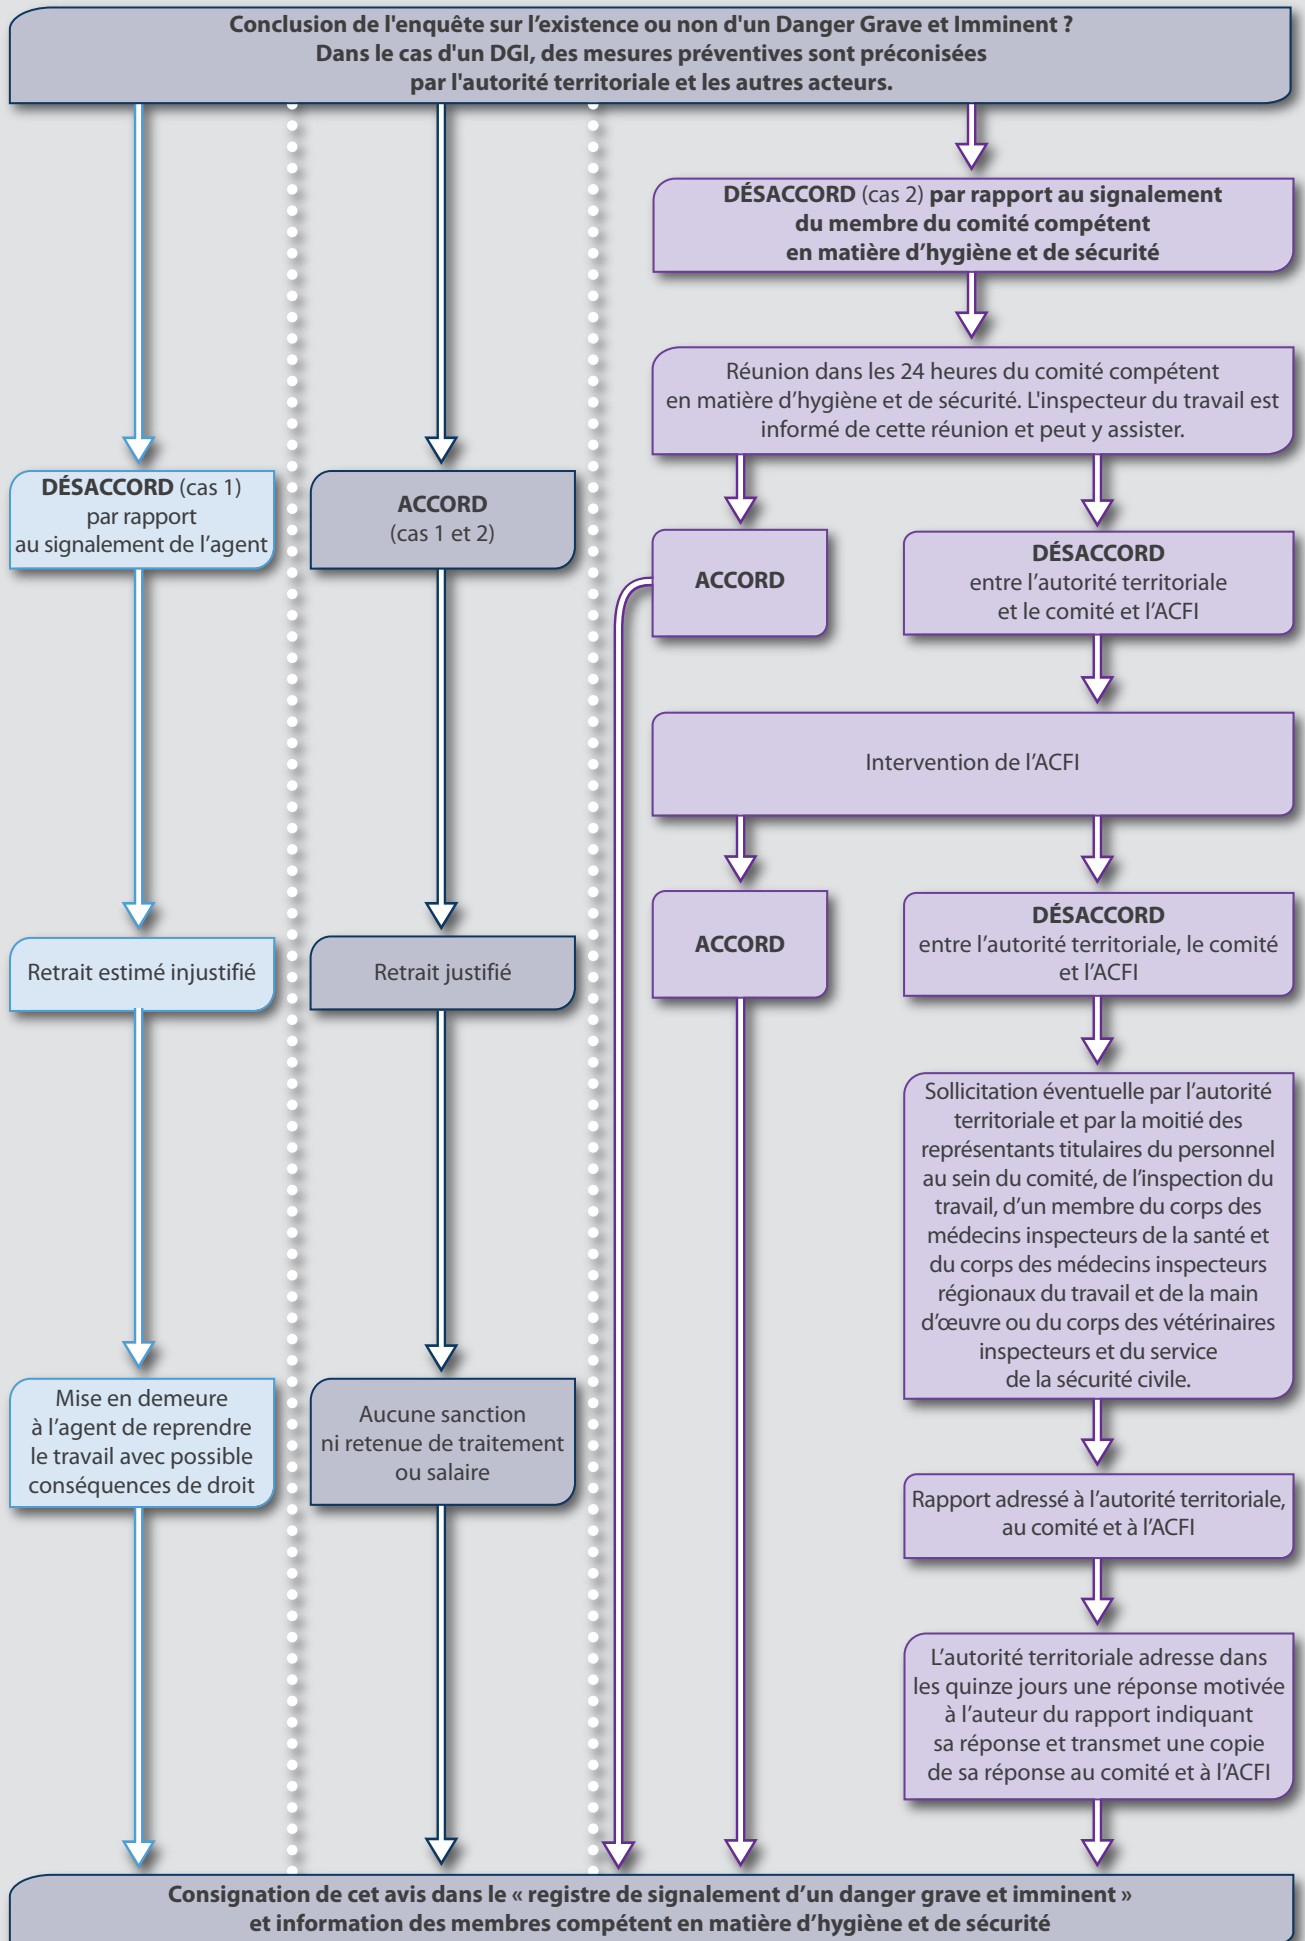 Conclusion de l'enquête sur l’existence ou non d'un Danger Grave et Imminent ?
Dans le cas d'un DGI, des mesures préventives sont préconisées
par l'autorité territoriale et les autres acteurs.
DÉSACCORD (cas 2) par rapport au signalement
du membre du comité compétent
en matière d’hygiène et de sécurité
Réunion dans les 24 heures du comité compétent
en matière d’hygiène et de sécurité. L'inspecteur du travail est
informé de cette réunion et peut y assister.
DÉSACCORD (cas 1)
par rapport
au signalement de l’agent
ACCORD
(cas 1 et 2)
ACCORD
DÉSACCORD
entre l’autorité territoriale
et le comité et l’ACFI
Intervention de l’ACFI
Retrait estimé injustifié
Retrait justifié
ACCORD
DÉSACCORD
entre l’autorité territoriale, le comité
et l’ACFI
Sollicitation éventuelle par l’autorité
territoriale et par la moitié des
représentants titulaires du personnel
au sein du comité, de l’inspection du
travail, d’un membre du corps des
médecins inspecteurs de la santé et
du corps des médecins inspecteurs
régionaux du travail et de la main
d’œuvre ou du corps des vétérinaires
inspecteurs et du service
de la sécurité civile.
Mise en demeure
à l’agent de reprendre
le travail avec possible
conséquences de droit
Aucune sanction
ni retenue de traitement
ou salaire
Rapport adressé à l’autorité territoriale,
au comité et à l’ACFI
L’autorité territoriale adresse dans
les quinze jours une réponse motivée
à l’auteur du rapport indiquant
sa réponse et transmet une copie
de sa réponse au comité et à l’ACFI
Consignation de cet avis dans le « registre de signalement d’un danger grave et imminent »
et information des membres compétent en matière d’hygiène et de sécurité